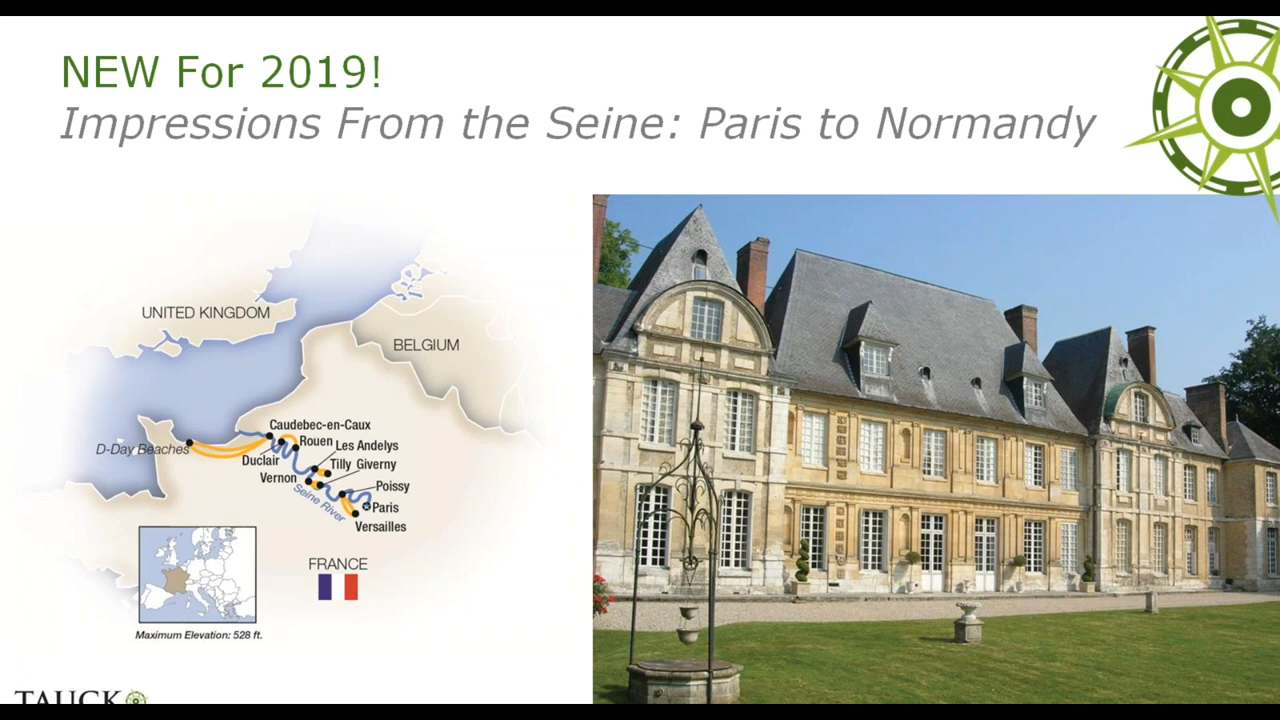 NEW For 2019!
Impressions From the Seine: Paris to Normandy
UNITED KINGDOM
BELGIUM
Caudebec-en-Caux
D-Day Beaches
Rouen
Les Andelys
Duclair
Tilly
Giverny
Vernon
Poissy
Seine River
Paris
Versailles
FRANCE
Maximum Elevation: 528 ft.
TAUCK